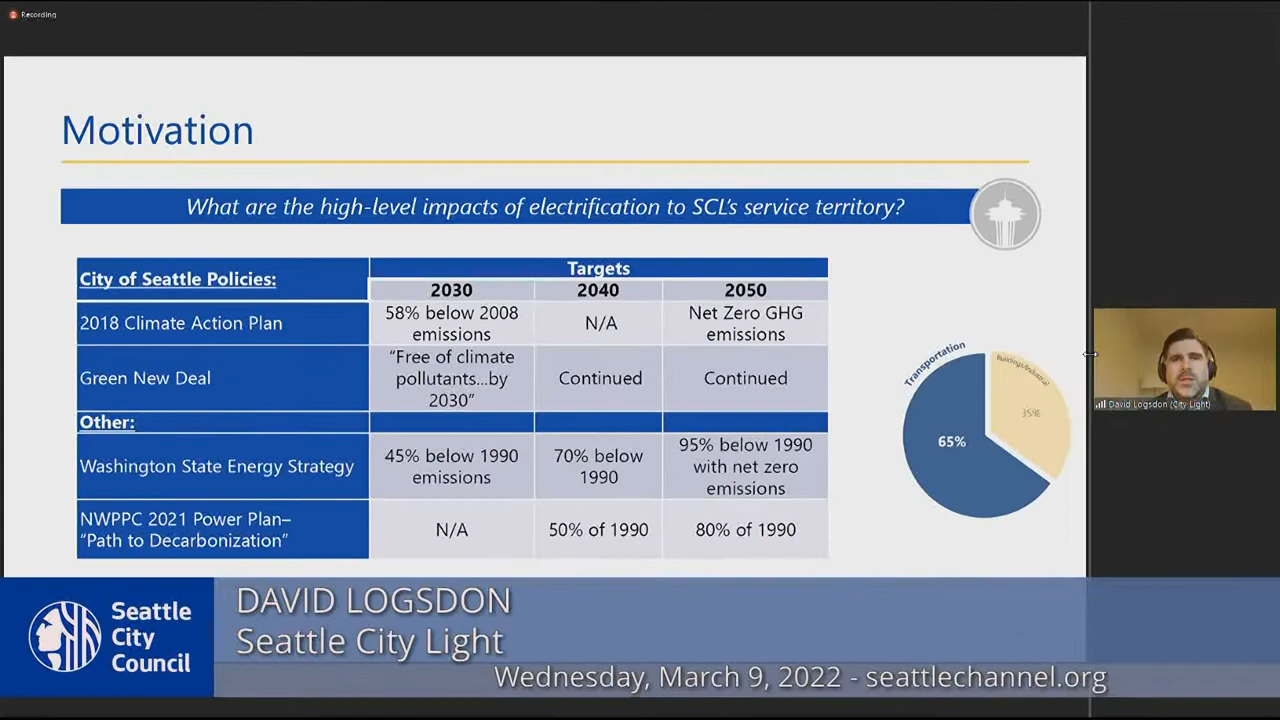 Recording
Motivation
What are the high-level impacts of electrification to SCL's service territory?
City of Seattle Policies:
Targets
2030
2040
2050
2018 Climate Action Plan
58% below 2008
emissions
N/A
Net Zero GHG
emissions
Green New Deal
“Free of climate
pollutants...by
2030”
Continued
Continued
Other:
Washington State Energy Strategy
45% below 1990
emissions
70% below
1990
95% below 1990
with net zero
emissions
NWPPC 2021 Power Plan–
“Path to Decarbonization”
N/A
50% of 1990
80% of 1990
Transportation
65%
Buildings/Industrial
35%
David Logsdon (City Light)
Seattle
City
Council
DAVID LOGSDON
Seattle City Light
Wednesday, March 9, 2022 - seattlechannel.org